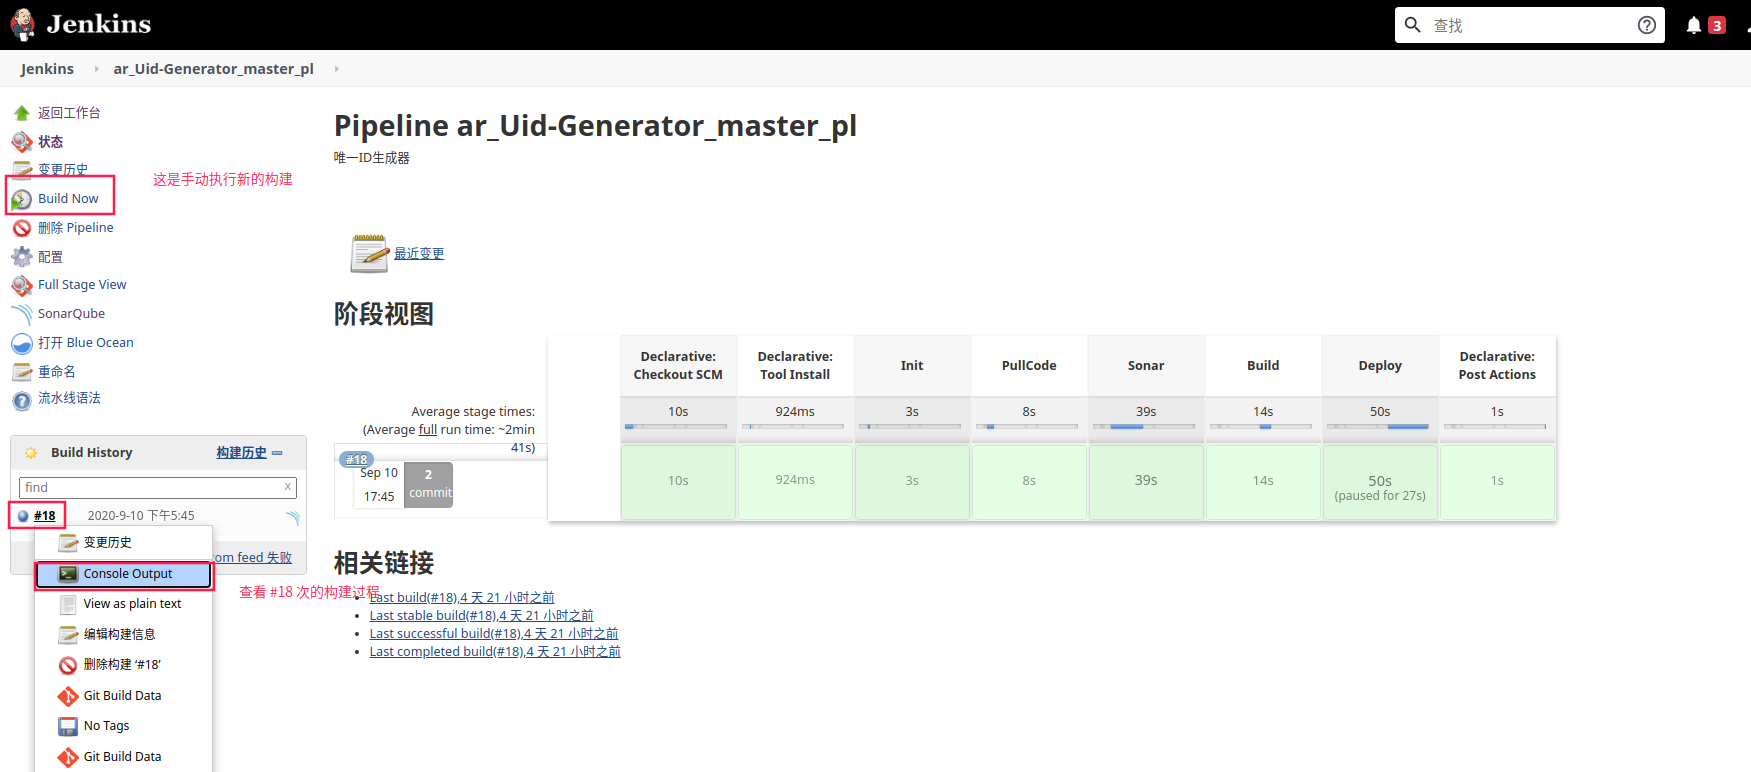 Jenkins
查找
3
Jenkins
ar_Uid-Generator_master_pl
返回工作台
状态
变更历史
Build Now
删除 Pipeline
配置
Full Stage View
SonarQube
打开 Blue Ocean
重命名
流水线语法
这是手动执行新的构建
Build History
构建历史
find
x
#18
2020-9-10 下午5:45
om feed 失败
变更历史
Console Output
View as plain text
编辑构建信息
删除构建 ‘#18’
Git Build Data
No Tags
Git Build Data
查看 #18 次的构建过程
Pipeline ar_Uid-Generator_master_pl
唯一ID生成器
最近变更
阶段视图
Declarative: Checkout SCM
Declarative: Tool Install
Init
PullCode
Sonar
Build
Deploy
Declarative: Post Actions
Average stage times:
(Average full run time: ~2min
41s)
10s
924ms
3s
8s
39s
14s
50s
1s
#18
Sep 10
17:45
2
commit
10s
924ms
3s
8s
39s
14s
50s
(paused for 27s)
1s
相关链接
Last build(#18),4 天 21 小时之前
Last stable build(#18),4 天 21 小时之前
Last successful build(#18),4 天 21 小时之前
Last completed build(#18),4 天 21 小时之前